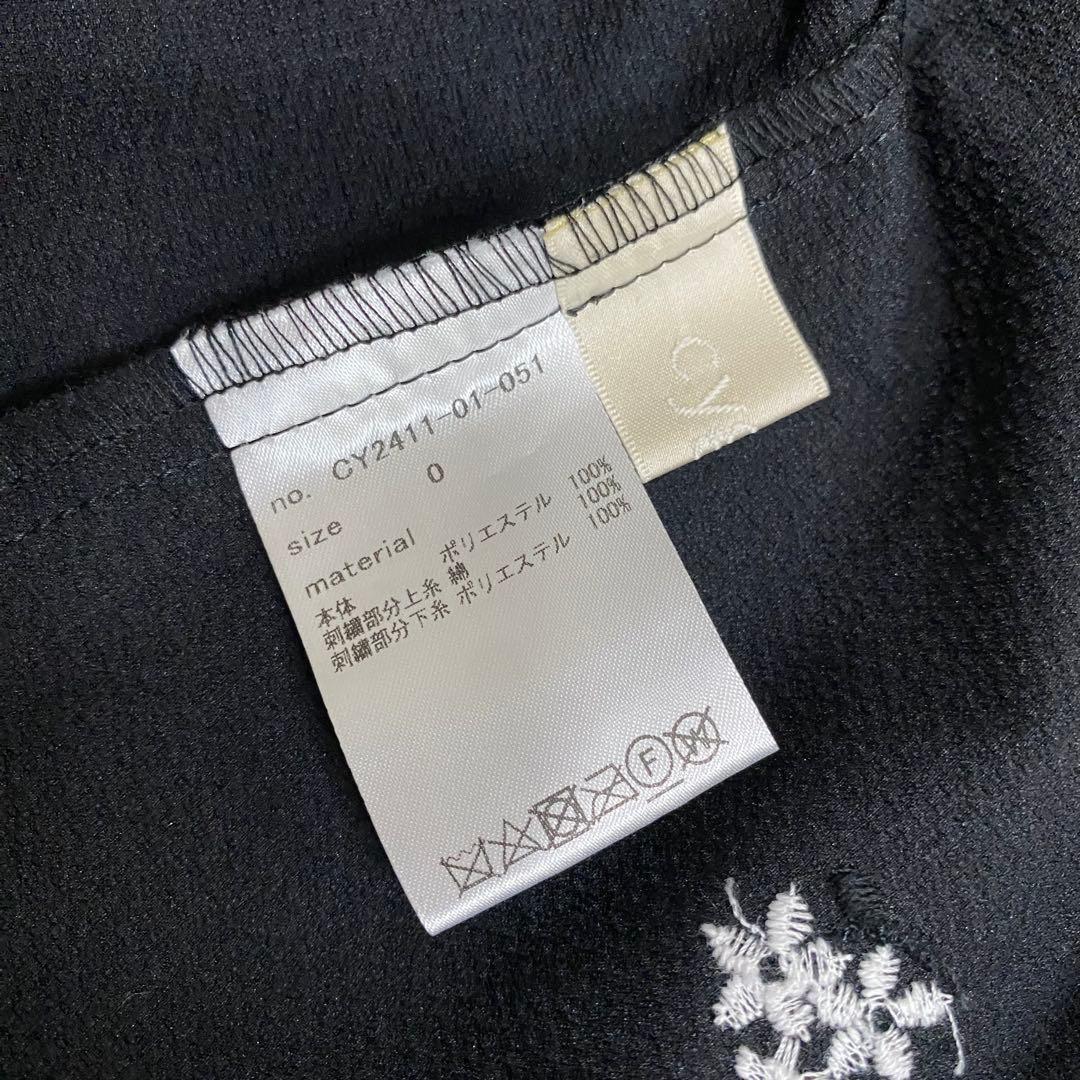 no. CY2411-01-051
size 0
material
本体 ポリエステル 100%
刺繍部分上糸 綿 100%
刺繍部分下糸 ポリエステル 100%
F
W